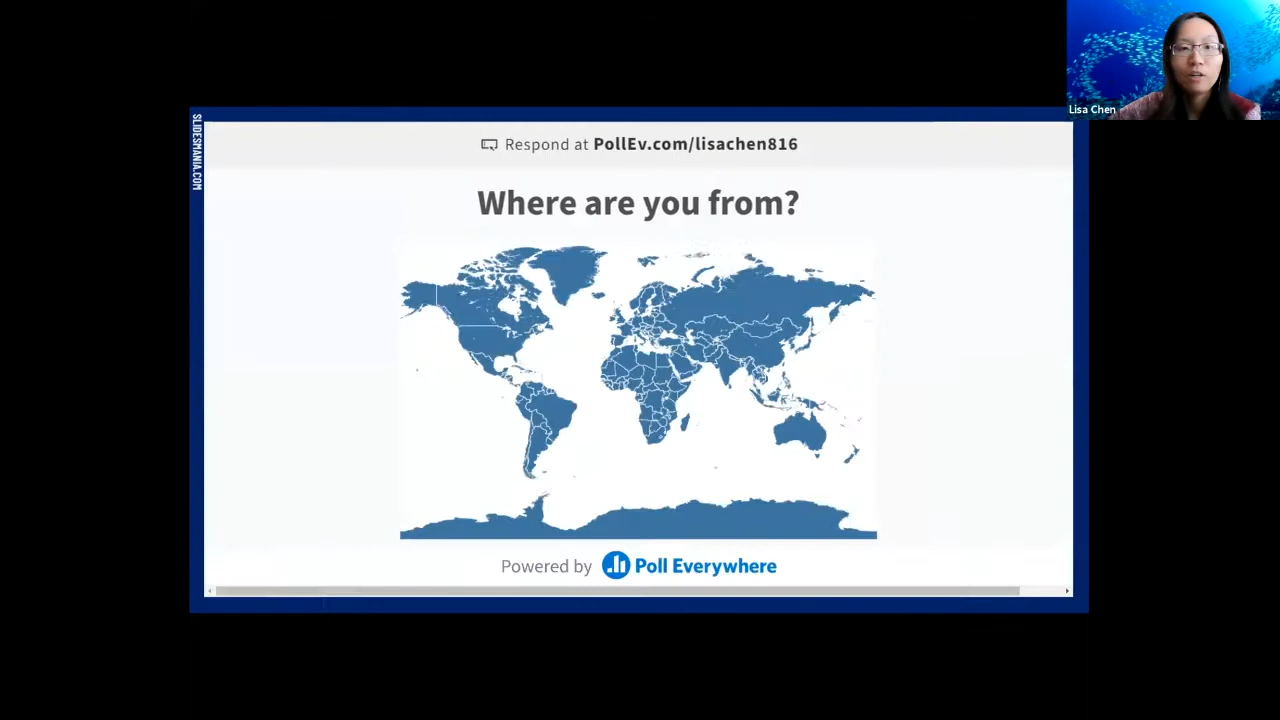 Lisa Chen
SLIDESMANIA.COM
Respond at PollEv.com/lisachen816
Where are you from?
Powered by Poll Everywhere